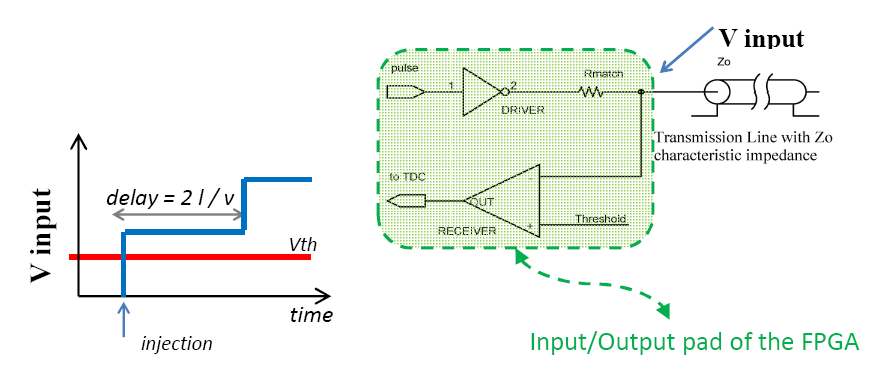 V input
delay = 2 l / v
Vth
time
injection
pulse
1
2
DRIVER
Rmatch
V input
Zo
Transmission Line with Zo
characteristic impedance
to TDC
OUT
-
+
Threshold
RECEIVER
Input/Output pad of the FPGA